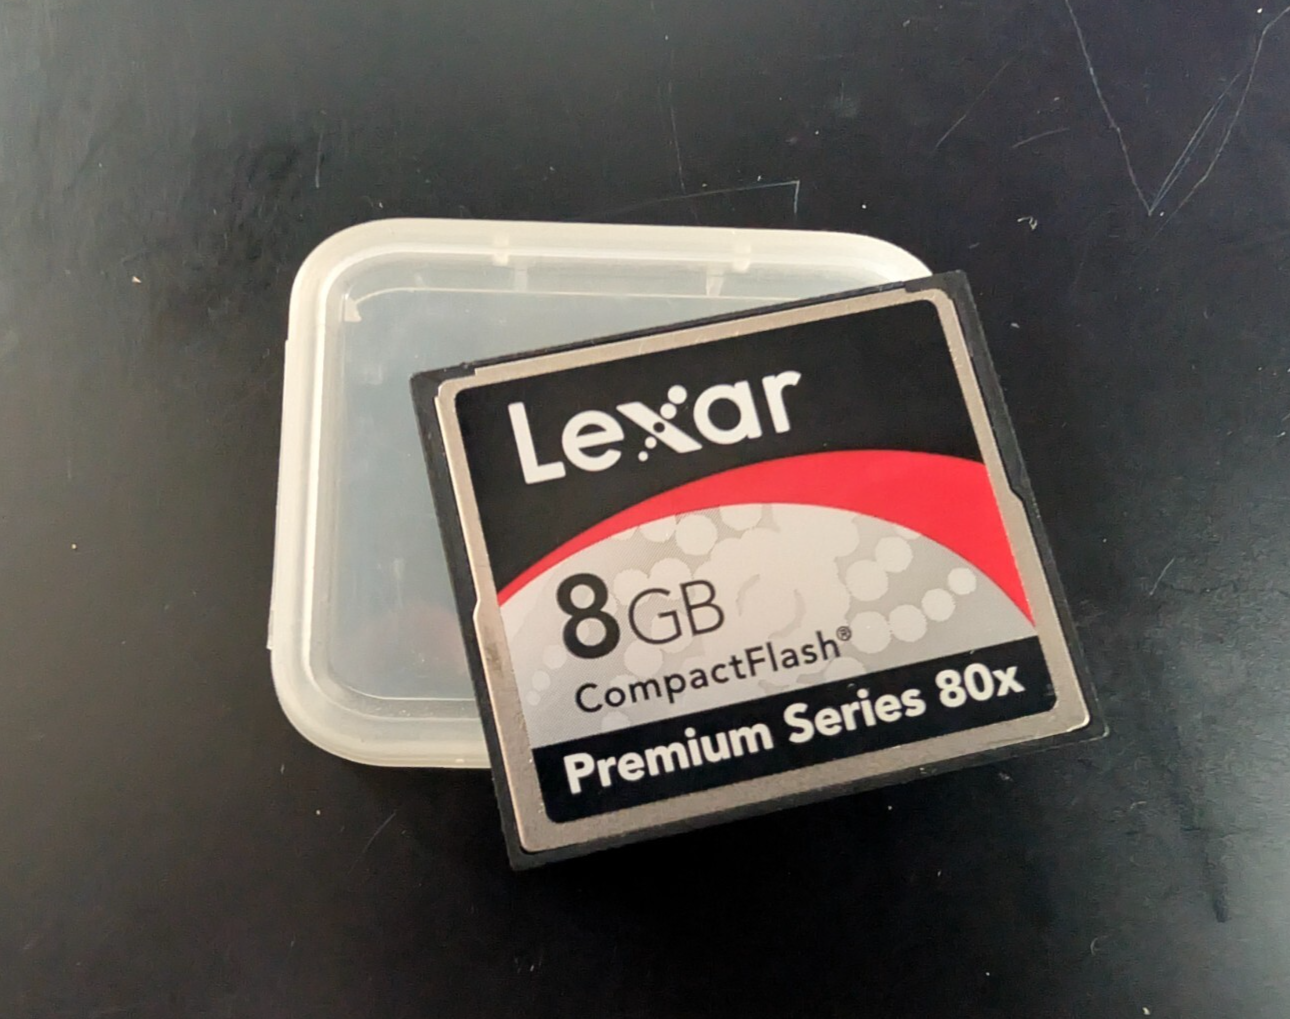 Lexar
8GB
CompactFlash®
Premium Series 80x